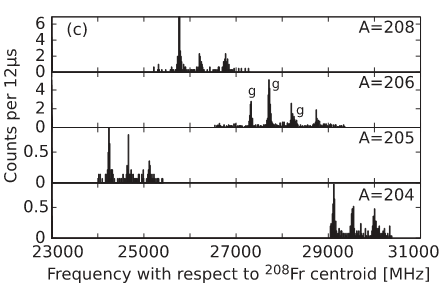 (c)
A=208
6
4
2
0
A=206
4
2
0
g
g
g
A=205
0.5
0
A=204
0.5
0
Counts per 12μs
23000 25000 27000 29000 31000
Frequency with respect to ²⁰⁸Fr centroid [MHz]